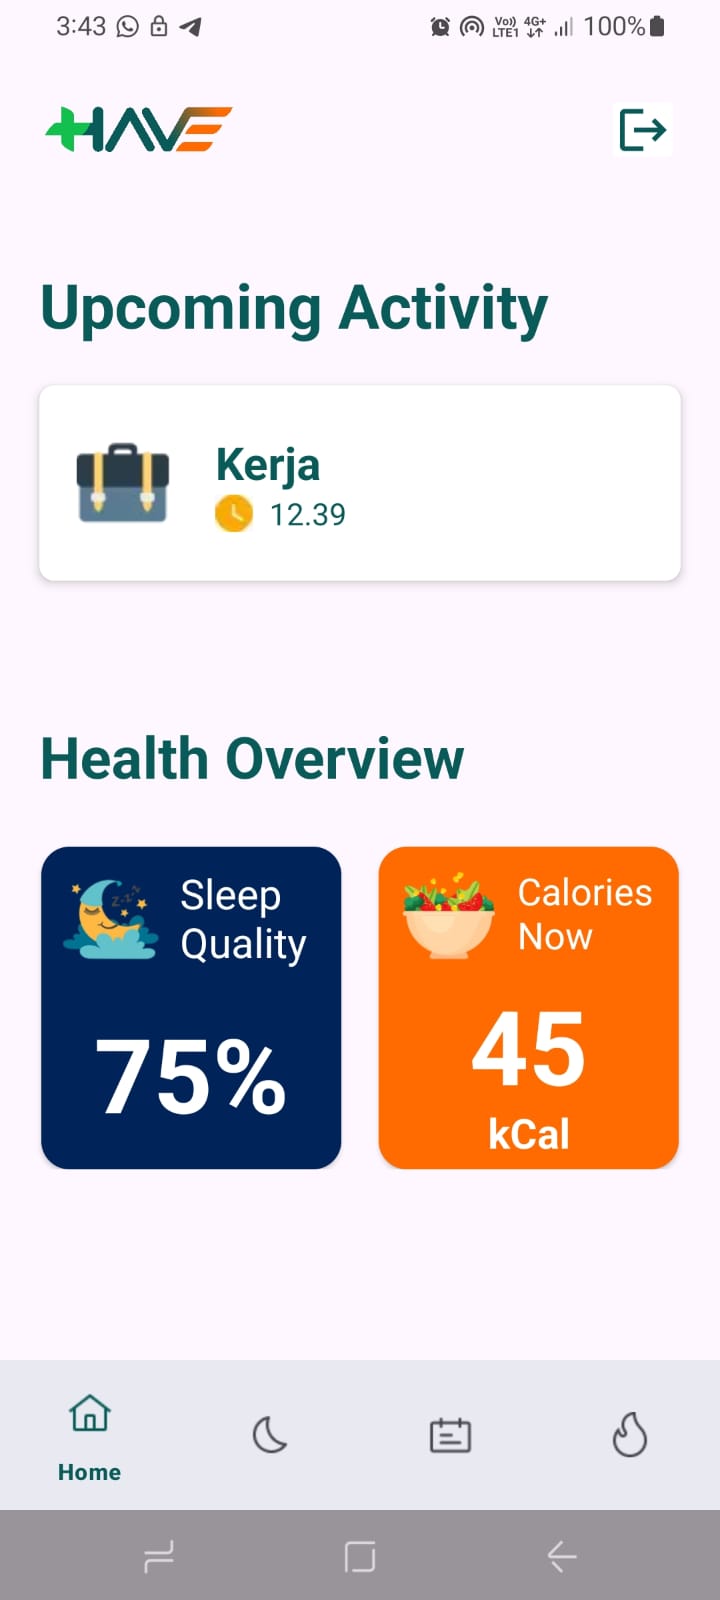 3:43 Vo)) LTE1 4G+ 100%
HAVE
Upcoming Activity
Kerja
12.39
Health Overview
Sleep
Quality
75%
Calories
Now
45
kCal
Home